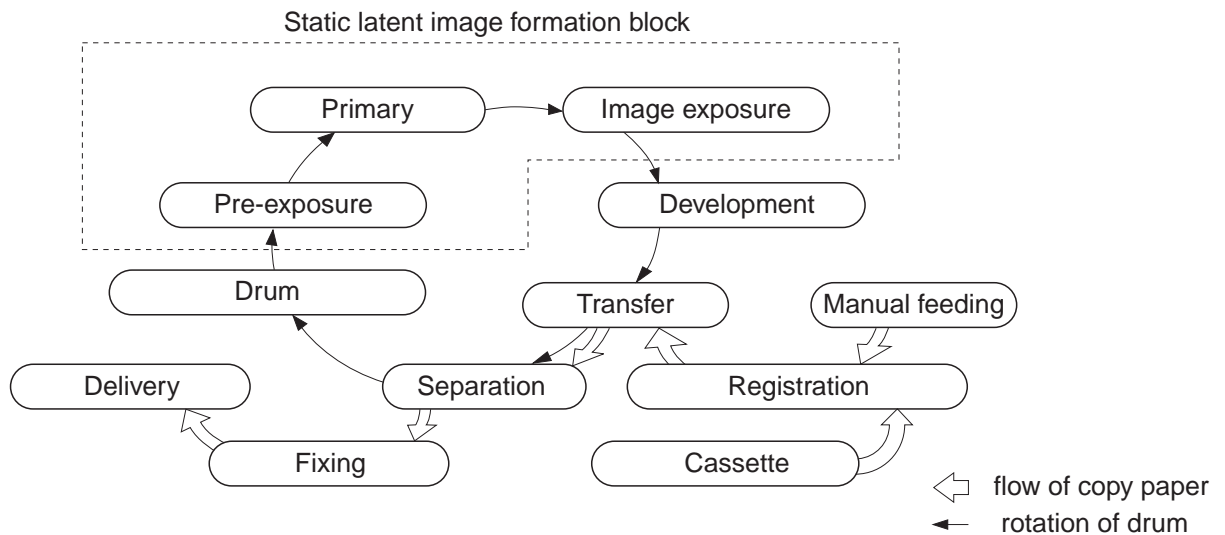 Static latent image formation block
Primary
Image exposure
Pre-exposure
Development
Drum
Transfer
Manual feeding
Delivery
Separation
Registration
Fixing
Cassette
flow of copy paper
rotation of drum